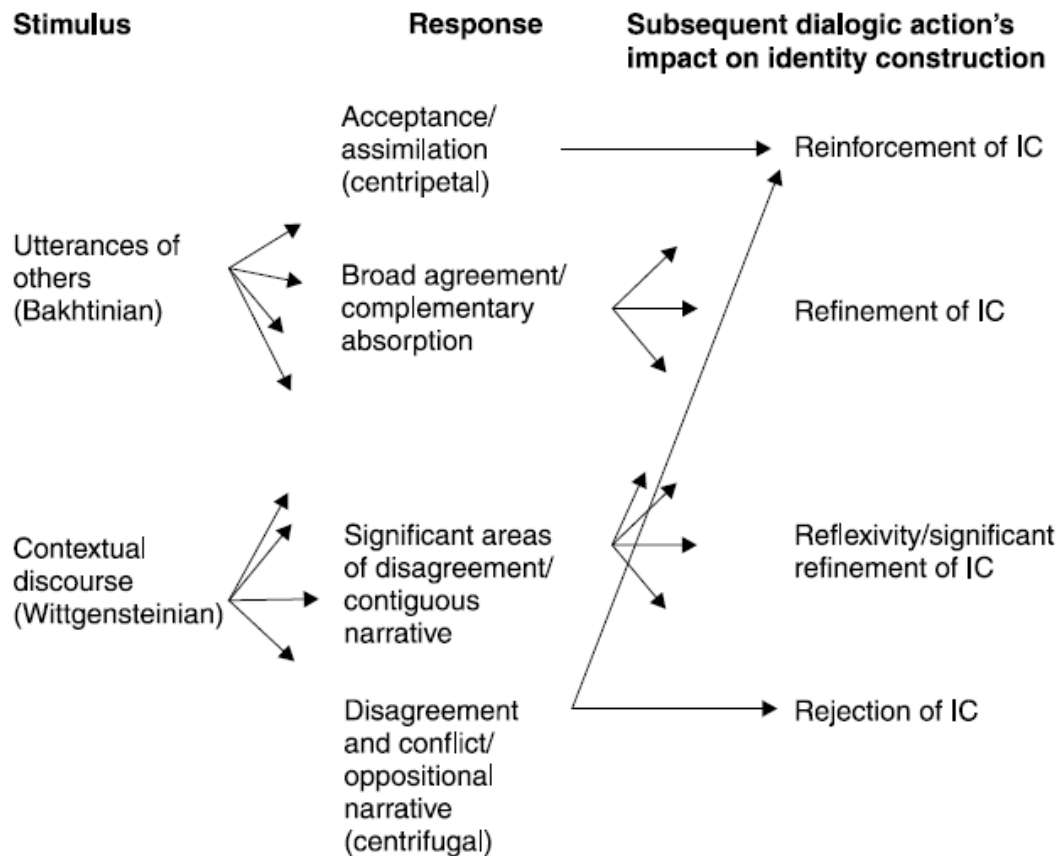 Stimulus
Response
Subsequent dialogic action's
impact on identity construction
Acceptance/
assimilation
(centripetal)
Reinforcement of IC
Utterances of
others
(Bakhtinian)
Broad agreement/
complementary
absorption
Refinement of IC
Contextual
discourse
(Wittgensteinian)
Significant areas
of disagreement/
contiguous
narrative
Reflexivity/significant
refinement of IC
Disagreement
and conflict/
oppositional
narrative
(centrifugal)
Rejection of IC